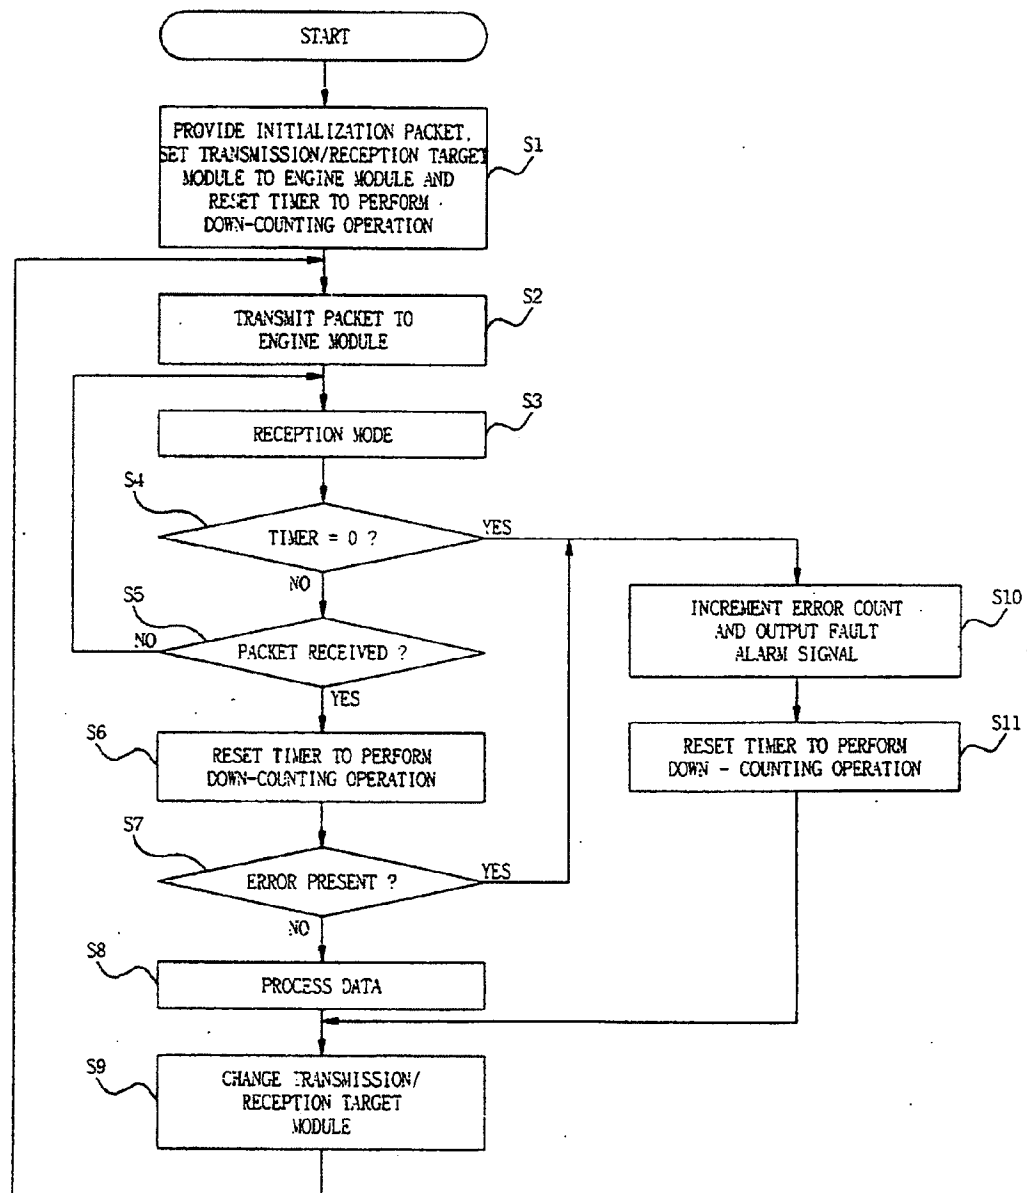 START
PROVIDE INITIALIZATION PACKET,
SET TRANSMISSION/RECEPTION TARGET
MODULE TO ENGINE MODULE AND
RESET TIMER TO PERFORM
DOWN-COUNTING OPERATION
S1
TRANSMIT PACKET TO
ENGINE MODULE
S2
RECEPTION MODE
S3
S4
TIMER = 0 ?
YES
NO
S5
NO
PACKET RECEIVED ?
YES
S10
INCREMENT ERROR COUNT
AND OUTPUT FAULT
ALARM SIGNAL
S6
RESET TIMER TO PERFORM
DOWN-COUNTING OPERATION
S11
RESET TIMER TO PERFORM
DOWN - COUNTING OPERATION
S7
ERROR PRESENT ?
YES
NO
S8
PROCESS DATA
S9
CHANGE TRANSMISSION/
RECEPTION TARGET
MODULE